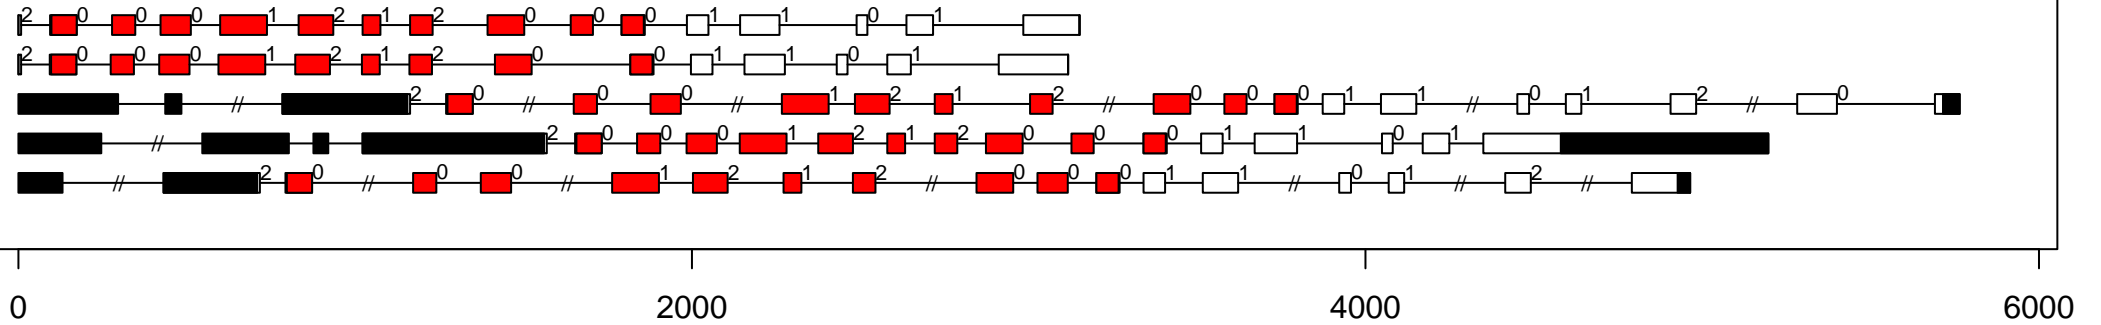 2 0 0 0 1 2 1 2 0 0 0 1 1 0 1
2 0 0 0 1 2 1 2 0 0 1 1 0 1
// 2 0 // 0 0 // 1 2 1 2 // 0 0 0 1 1 // 0 1 2 // 0
// 2 0 0 0 1 2 1 2 0 0 0 1 1 0 1
// 2 0 // 0 0 // 1 2 1 2 // 0 0 0 1 1 // 0 1 // 2 //
0 2000 4000 6000